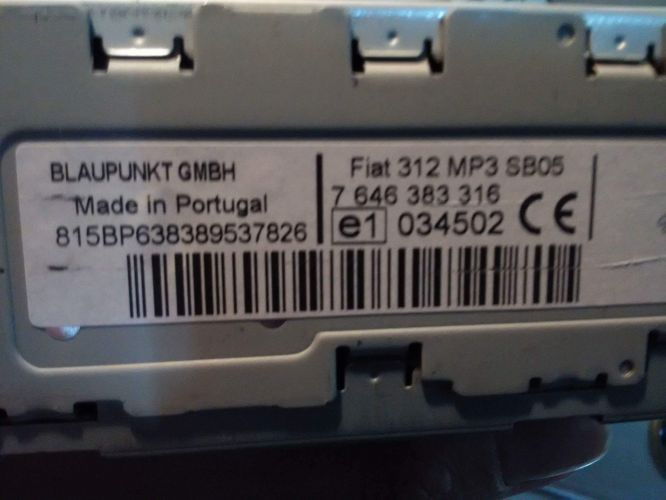 BLAUPUNKT GMBH
Made in Portugal
815BP638389537826
Fiat 312 MP3 SB05
7 646 383 316
e1 034502 CE